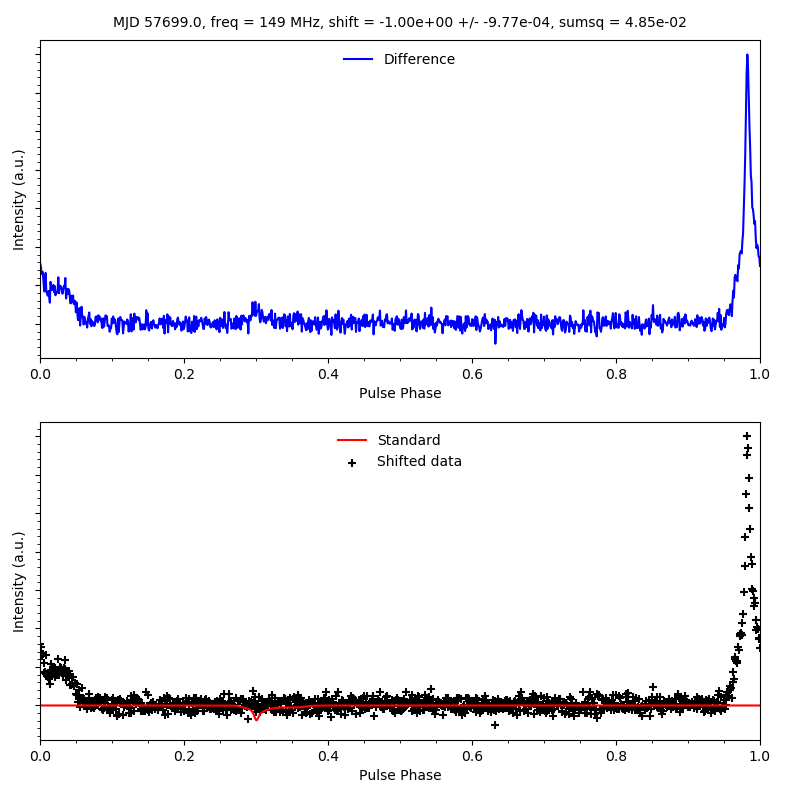 MJD 57699.0, freq = 149 MHz, shift = -1.00e+00 +/- -9.77e-04, sumsq = 4.85e-02
Difference
Intensity (a.u.)
0.0 0.2 0.4 0.6 0.8 1.0
Pulse Phase
Standard
Shifted data
Intensity (a.u.)
0.0 0.2 0.4 0.6 0.8 1.0
Pulse Phase